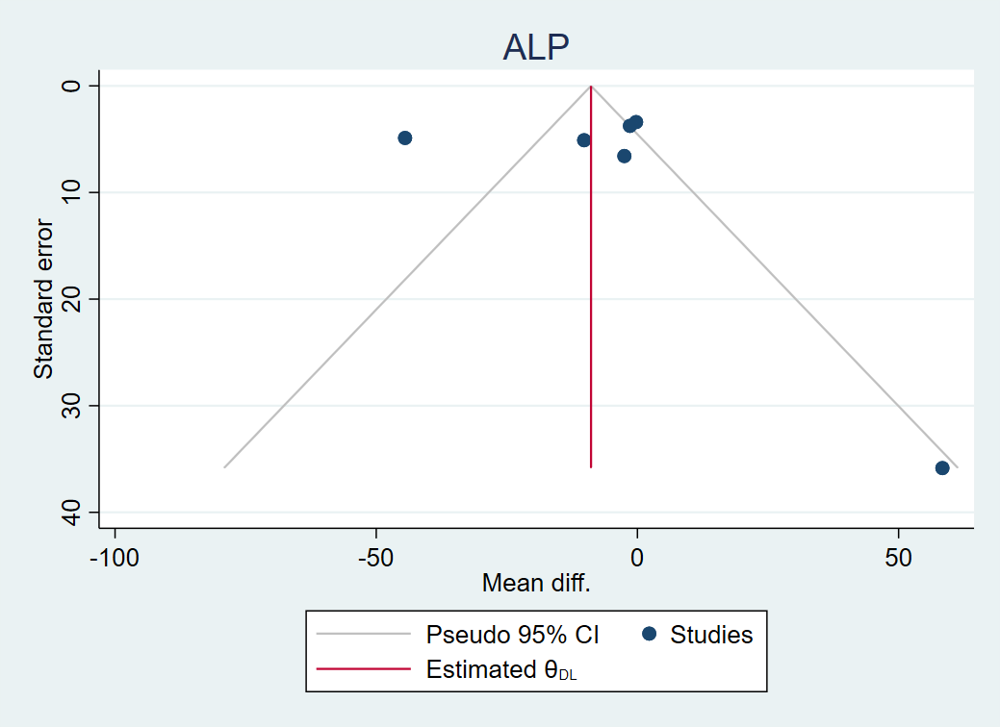 ALP
Standard error
0
10
20
30
40
-100 -50 0 50
Mean diff.
Pseudo 95% CI Studies
Estimated θDL